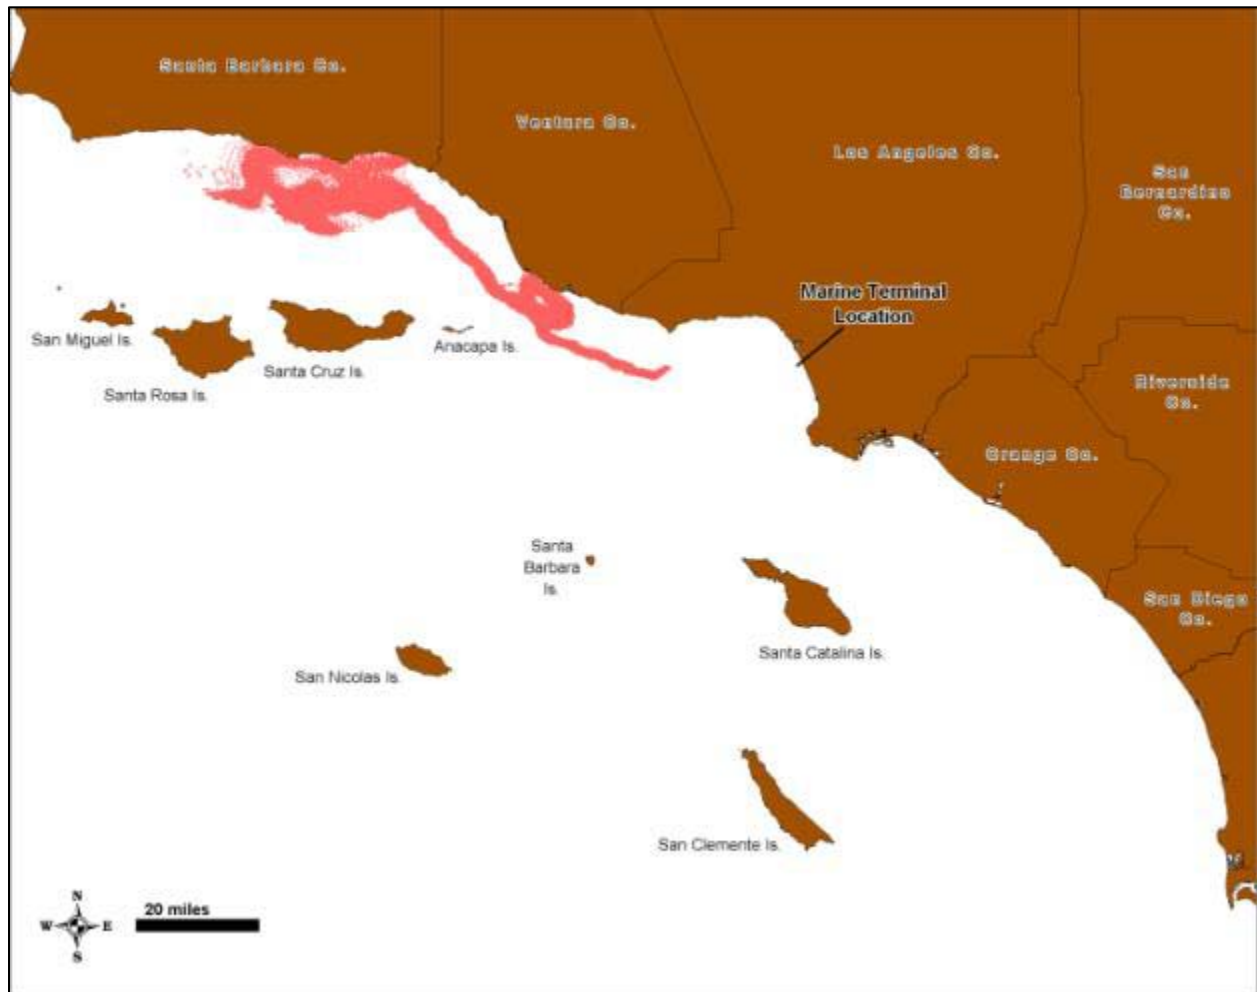 Santa Barbara Co.
Ventura Co.
Los Angeles Co.
San
Bernardino
Co.
Marine Terminal
Location
San Miguel Is.
Santa Rosa Is.
Santa Cruz Is.
Anacapa Is.
Riverside
Co.
Orange Co.
Santa
Barbara
Is.
San Diego
Co.
Santa Catalina Is.
San Nicolas Is.
San Clemente Is.
N
W
E
S
20 miles